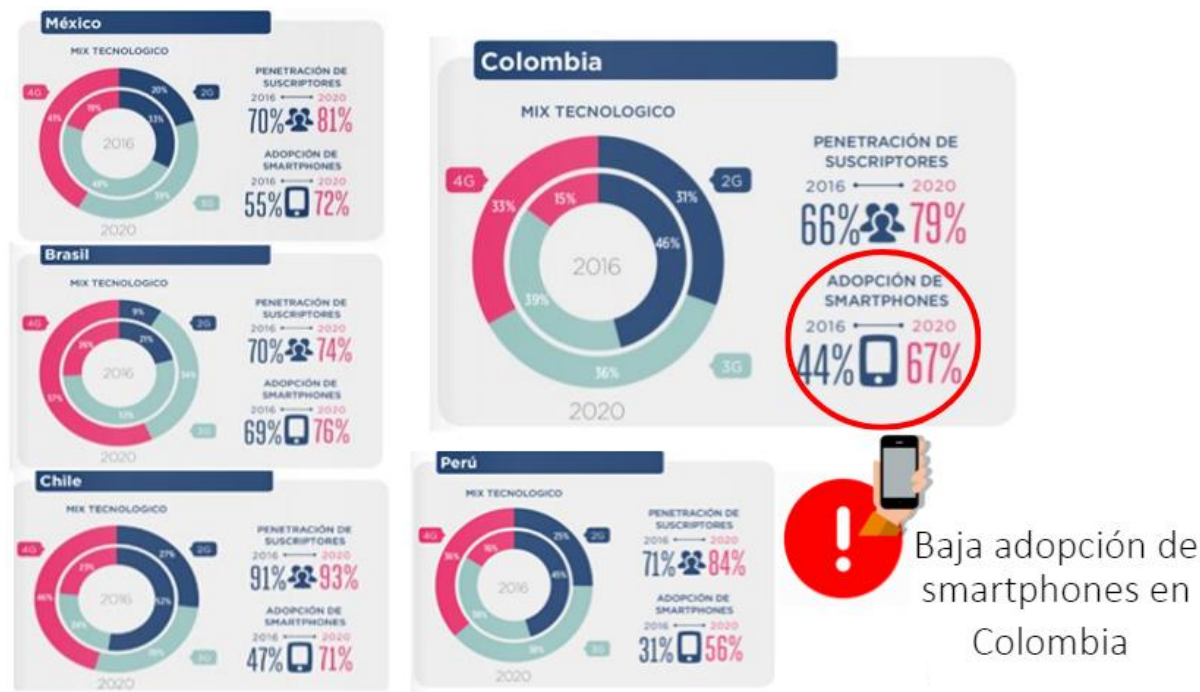 México
MIX TECNOLOGICO
4G
2G
3G
41%
20%
39%
33%
2016
2020
PENETRACIÓN DE
SUSCRIPTORES
2016 2020
70% 81%
ADOPCIÓN DE
SMARTPHONES
2016 2020
55% 72%
Brasil
MIX TECNOLOGICO
4G
2G
3G
9%
21%
34%
57%
2016
2020
PENETRACIÓN DE
SUSCRIPTORES
2016 2020
70% 74%
ADOPCIÓN DE
SMARTPHONES
2016 2020
69% 76%
Chile
MIX TECNOLOGICO
4G
2G
3G
27%
23%
46%
2016
2020
PENETRACIÓN DE
SUSCRIPTORES
2016 2020
91% 93%
ADOPCIÓN DE
SMARTPHONES
2016 2020
47% 71%
Colombia
MIX TECNOLOGICO
4G
2G
3G
33%
15%
31%
46%
39%
36%
2016
2020
PENETRACIÓN DE
SUSCRIPTORES
2016 2020
66% 79%
ADOPCIÓN DE
SMARTPHONES
2016 2020
44% 67%
Perú
MIX TECNOLOGICO
4G
2G
3G
36%
16%
25%
45%
2016
2020
PENETRACIÓN DE
SUSCRIPTORES
2016 2020
71% 84%
ADOPCIÓN DE
SMARTPHONES
2016 2020
31% 56%
!
Baja adopción de
smartphones en
Colombia